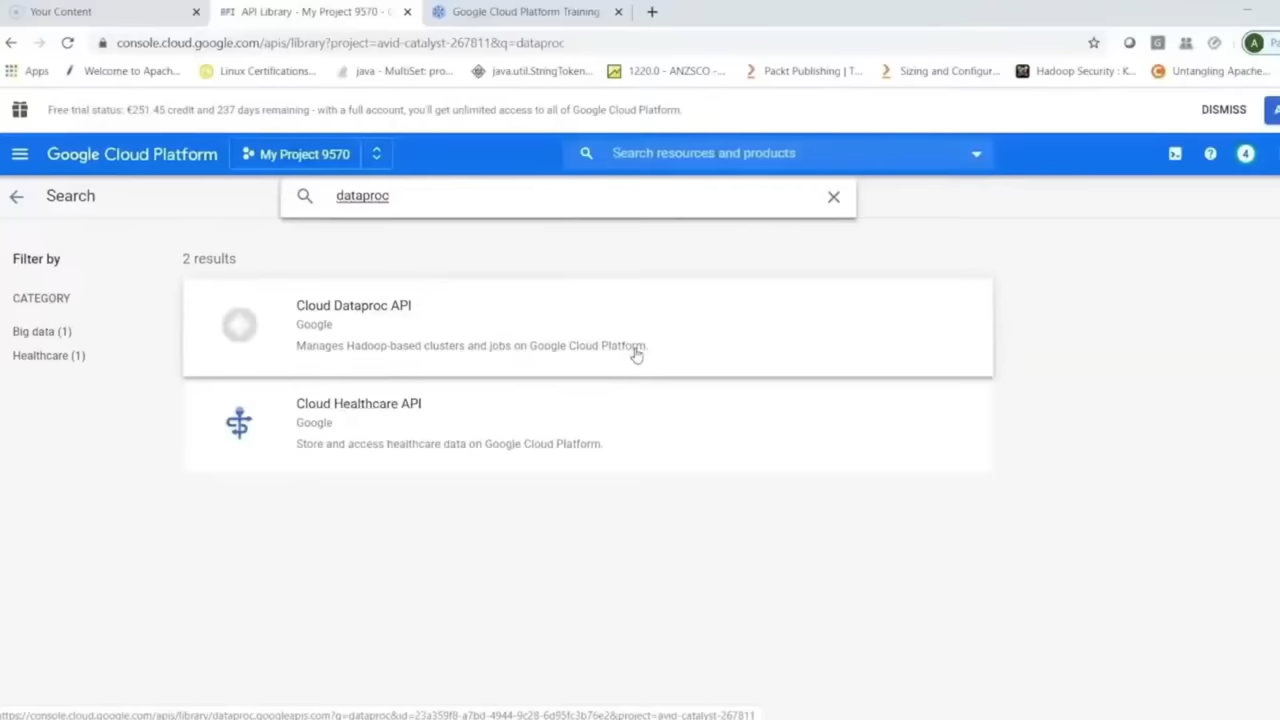 Your Content
API Library - My Project 9570 - G
Google Cloud Platform Training
console.cloud.google.com/apis/library?project=avid-catalyst-267811&q=dataproc
A
Apps
Welcome to Apach...
Linux Certifications...
java - MultiSet: pro...
java.util.StringToken...
1220.0 - ANZSCO -...
Packt Publishing | T...
Sizing and Configur...
Hadoop Security : K...
Untangling Apache...
Free trial status: €251.45 credit and 237 days remaining - with a full account, you'll get unlimited access to all of Google Cloud Platform.
DISMISS
Google Cloud Platform
My Project 9570
Search resources and products
4
Search
dataproc
Filter by
2 results
CATEGORY
Big data (1)
Healthcare (1)
Cloud Dataproc API
Google
Manages Hadoop-based clusters and jobs on Google Cloud Platform.
Cloud Healthcare API
Google
Store and access healthcare data on Google Cloud Platform.